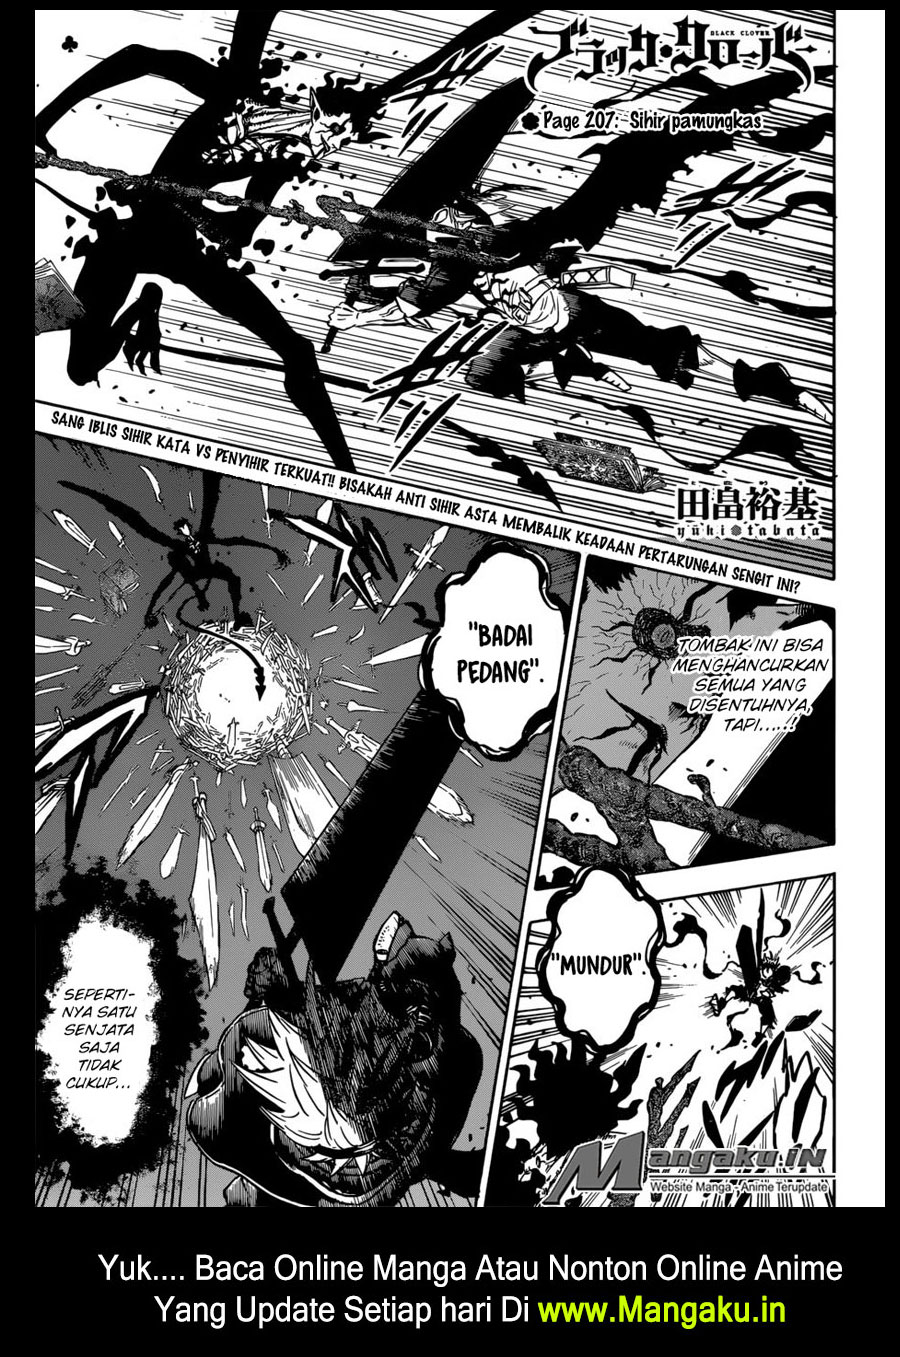 BLACK CLOVER
ブラック・クローバー
Page 207: Sihir pamungkas
SANG IBLIS SIHIR KATA VS PENYIHIR TERKUAT!! BISAKAH ANTI SIHIR ASTA MEMBALIK KEADAAN PERTARUNGAN SENGIT INI?
田畠裕基
yūki tabata
TOMBAK INI BISA
MENGHANCURKAN
SEMUA YANG
DISENTUHNYA,
TAPI.....!!
"BADAI
PEDANG".
"MUNDUR".
SEPERTI-
NYA SATU
SENJATA
SAJA
TIDAK
CUKUP...
Mangaku.iN
Website Manga - Anime Terupdate
Yuk.... Baca Online Manga Atau Nonton Online Anime
Yang Update Setiap hari Di www.Mangaku.in